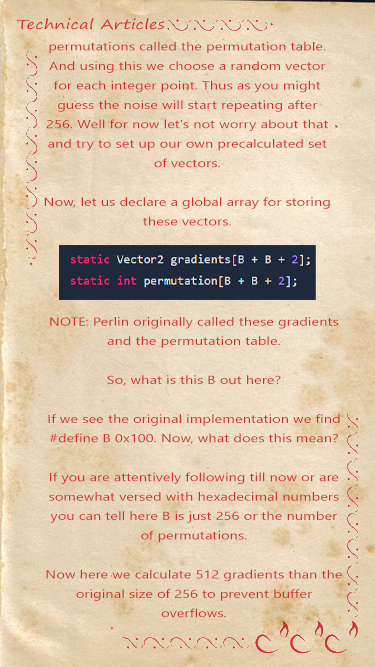 Technical Articles
permutations called the permutation table.
And using this we choose a random vector
for each integer point. Thus as you might
guess the noise will start repeating after
256. Well for now let's not worry about that .
and try to set up our own precalculated set
of vectors.
Now, let us declare a global array for storing
these vectors.
static Vector2 gradients[B + B + 2];
static int permutation[B + B + 2];
NOTE: Perlin originally called these gradients
and the permutation table.
So, what is this B out here?
If we see the original implementation we find
#define B 0x100. Now, what does this mean?
If you are attentively following till now or are
somewhat versed with hexadecimal numbers
you can tell here B is just 256 or the number
of permutations.
Now here we calculate 512 gradients than the
original size of 256 to prevent buffer
overflows.